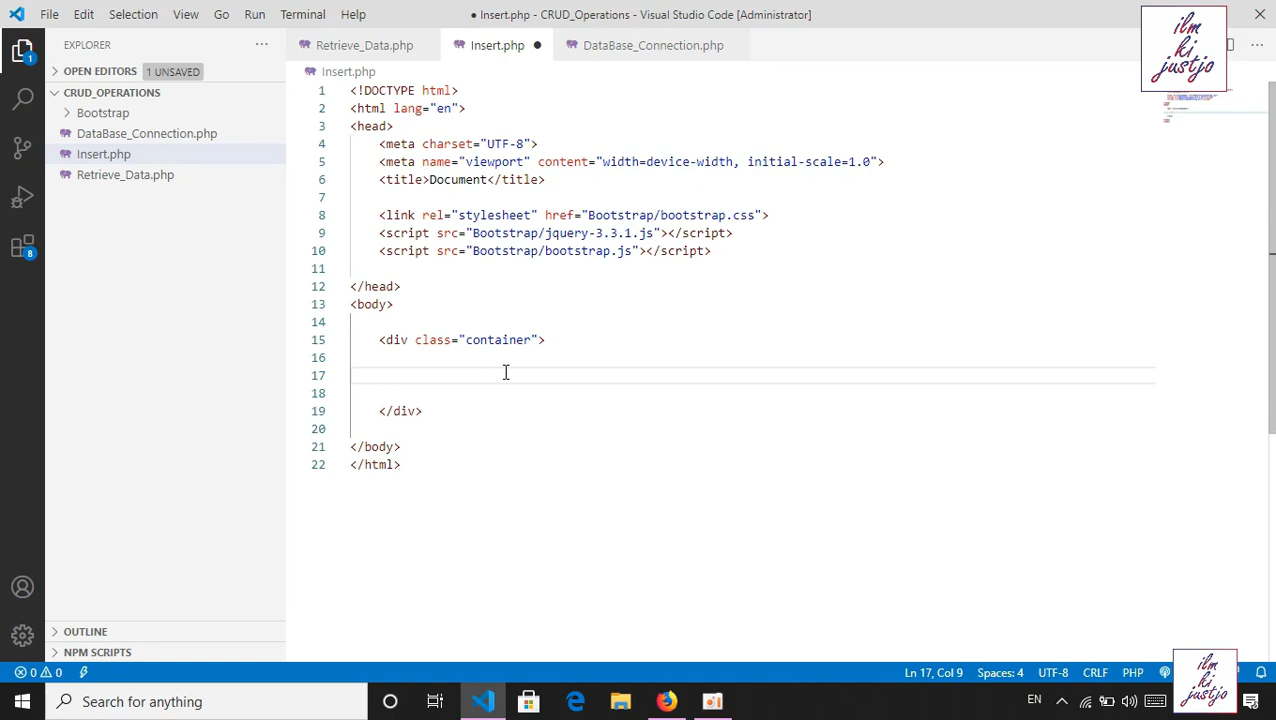 File Edit Selection View Go Run Terminal Help
● Insert.php - CRUD_Operations - Visual Studio Code [Administrator]
ilm
ki
justjo
EXPLORER
OPEN EDITORS 1 UNSAVED
CRUD_OPERATIONS
Bootstrap
DataBase_Connection.php
Insert.php
Retrieve_Data.php
OUTLINE
NPM SCRIPTS
1
8
Retrieve_Data.php Insert.php ● DataBase_Connection.php
Insert.php
1 <!DOCTYPE html>
2 <html lang="en">
3 <head>
4 <meta charset="UTF-8">
5 <meta name="viewport" content="width=device-width, initial-scale=1.0">
6 <title>Document</title>
7
8 <link rel="stylesheet" href="Bootstrap/bootstrap.css">
9 <script src="Bootstrap/jquery-3.3.1.js"></script>
10 <script src="Bootstrap/bootstrap.js"></script>
11
12 </head>
13 <body>
14
15 <div class="container">
16
17
18
19 </div>
20
21 </body>
22 </html>
0 0 Ln 17, Col 9 Spaces: 4 UTF-8 CRLF PHP
ilm
ki
justjo
Search for anything
EN